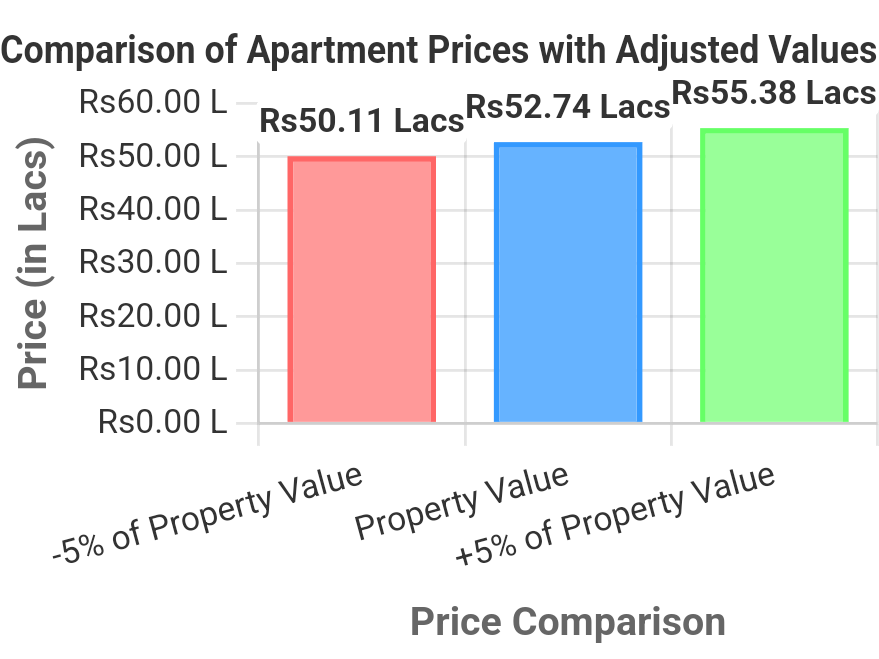 Comparison of Apartment Prices with Adjusted Values
Rs50.11 Lacs
Rs52.74 Lacs
Rs55.38 Lacs
Price (in Lacs)
Rs60.00 L
Rs50.00 L
Rs40.00 L
Rs30.00 L
Rs20.00 L
Rs10.00 L
Rs0.00 L
-5% of Property Value
Property Value
+5% of Property Value
Price Comparison